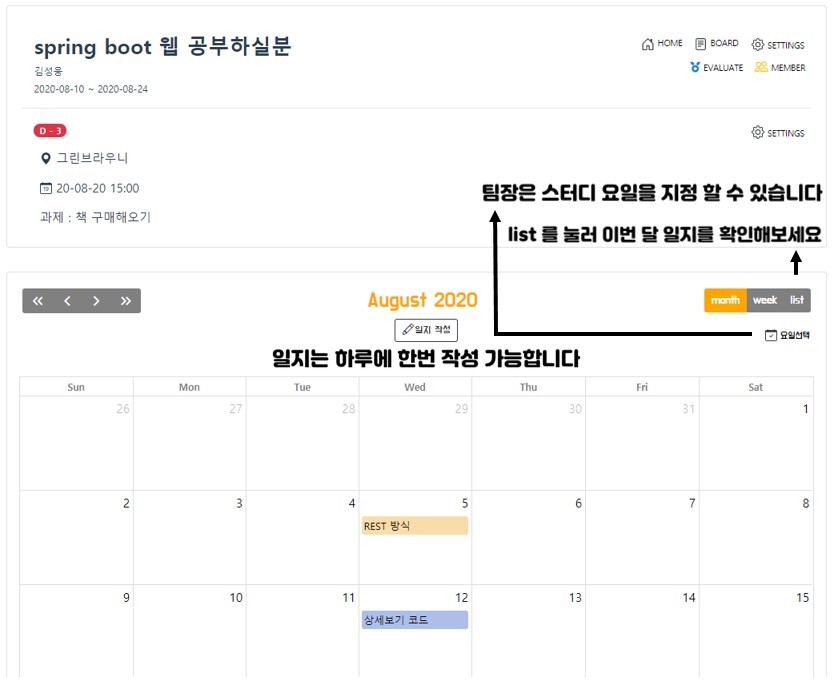 spring boot 웹 공부하실분
김성웅
2020-08-10 ~ 2020-08-24
HOME BOARD SETTINGS
EVALUATE MEMBER
D - 3
SETTINGS
그린브라우니
19 20-08-20 15:00
과제 : 책 구매해오기
팀장은 스터디 요일을 지정 할 수 있습니다
list 를 눌러 이번 달 일지를 확인해보세요
August 2020
month week list
일지 작성
요일선택
일지는 하루에 한번 작성 가능합니다
Sun Mon Tue Wed Thu Fri Sat
26 27 28 29 30 31 1
2 3 4 5 6 7 8
REST 방식
9 10 11 12 13 14 15
상세보기 코드